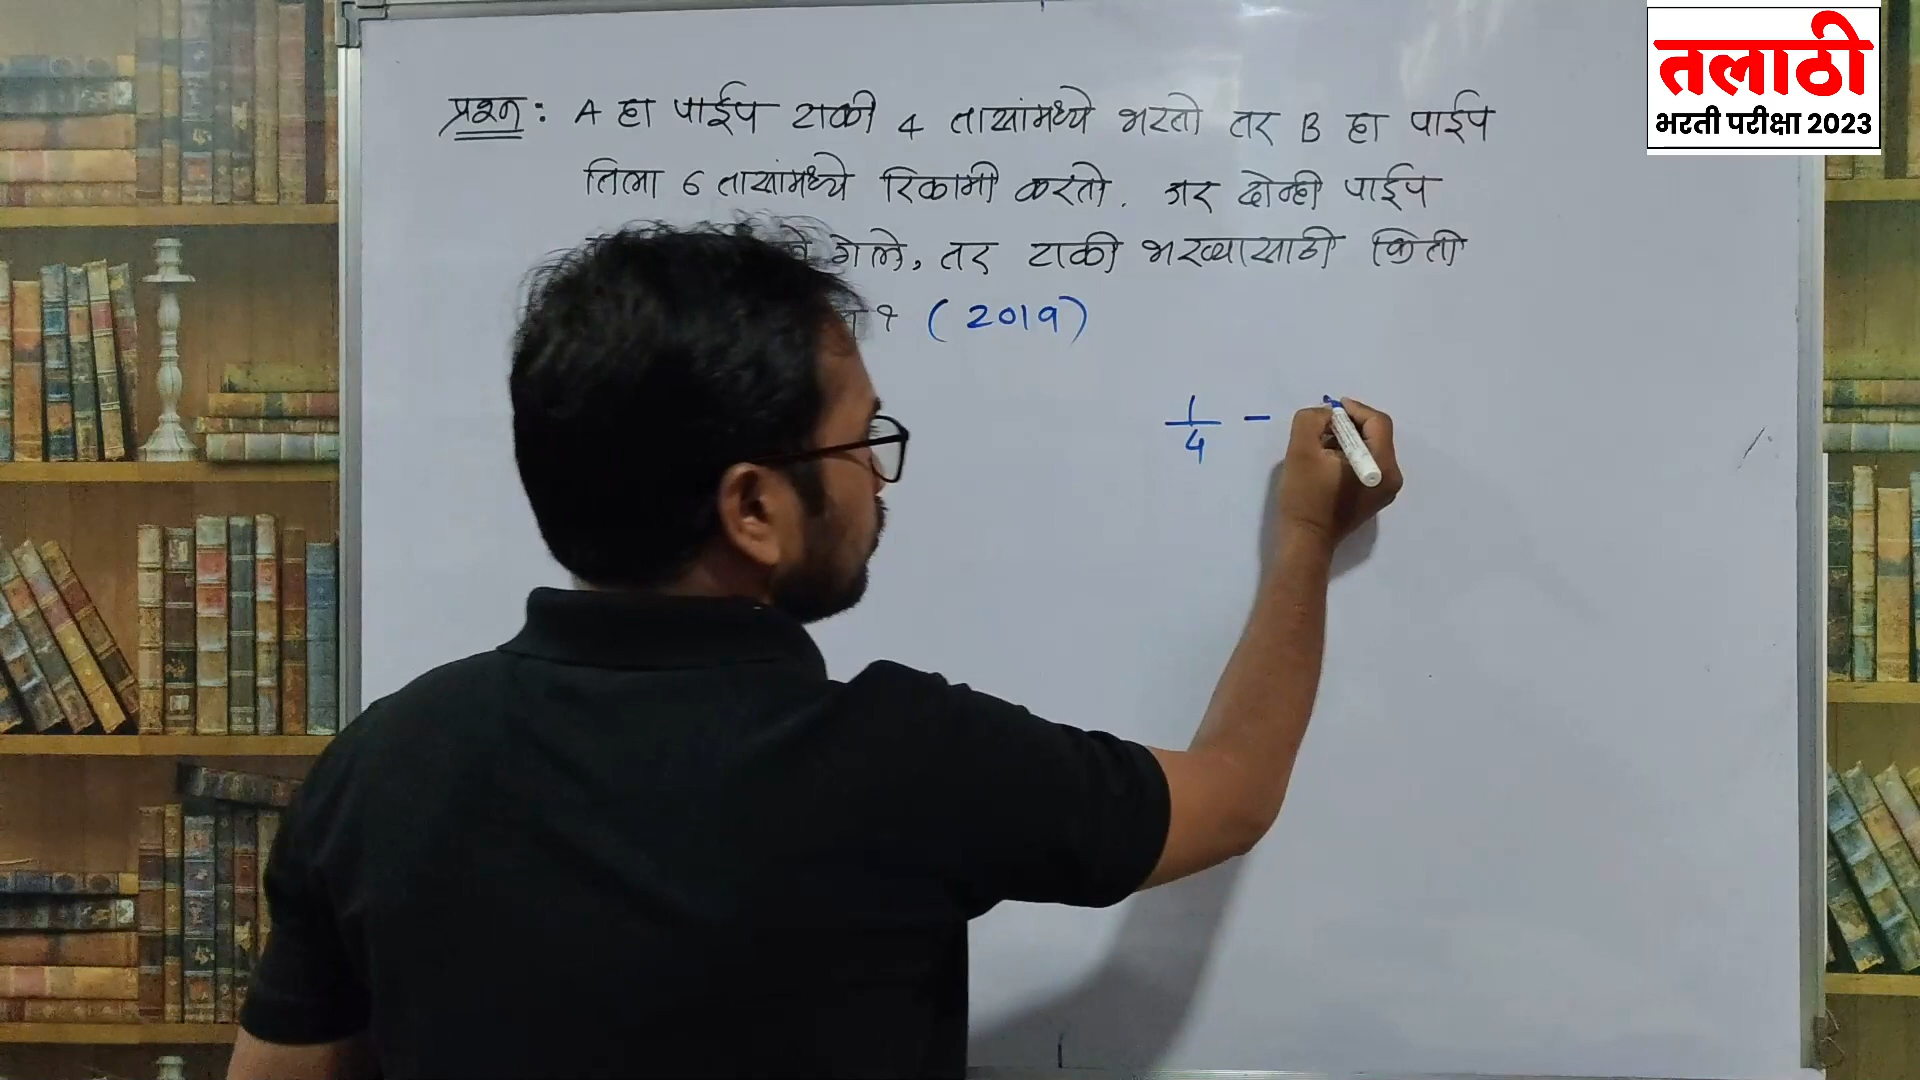 तलाठी
भरती परीक्षा 2023
प्रश्न : A हा पाईप टाकी 4 तासांमध्ये भरतो तर B हा पाईप
तिला 6 तासांमध्ये रिकामी करतो. जर दोन्ही पाईप
गेले, तर टाकी भरण्यासाठी किती
? (2019)
1/4 -